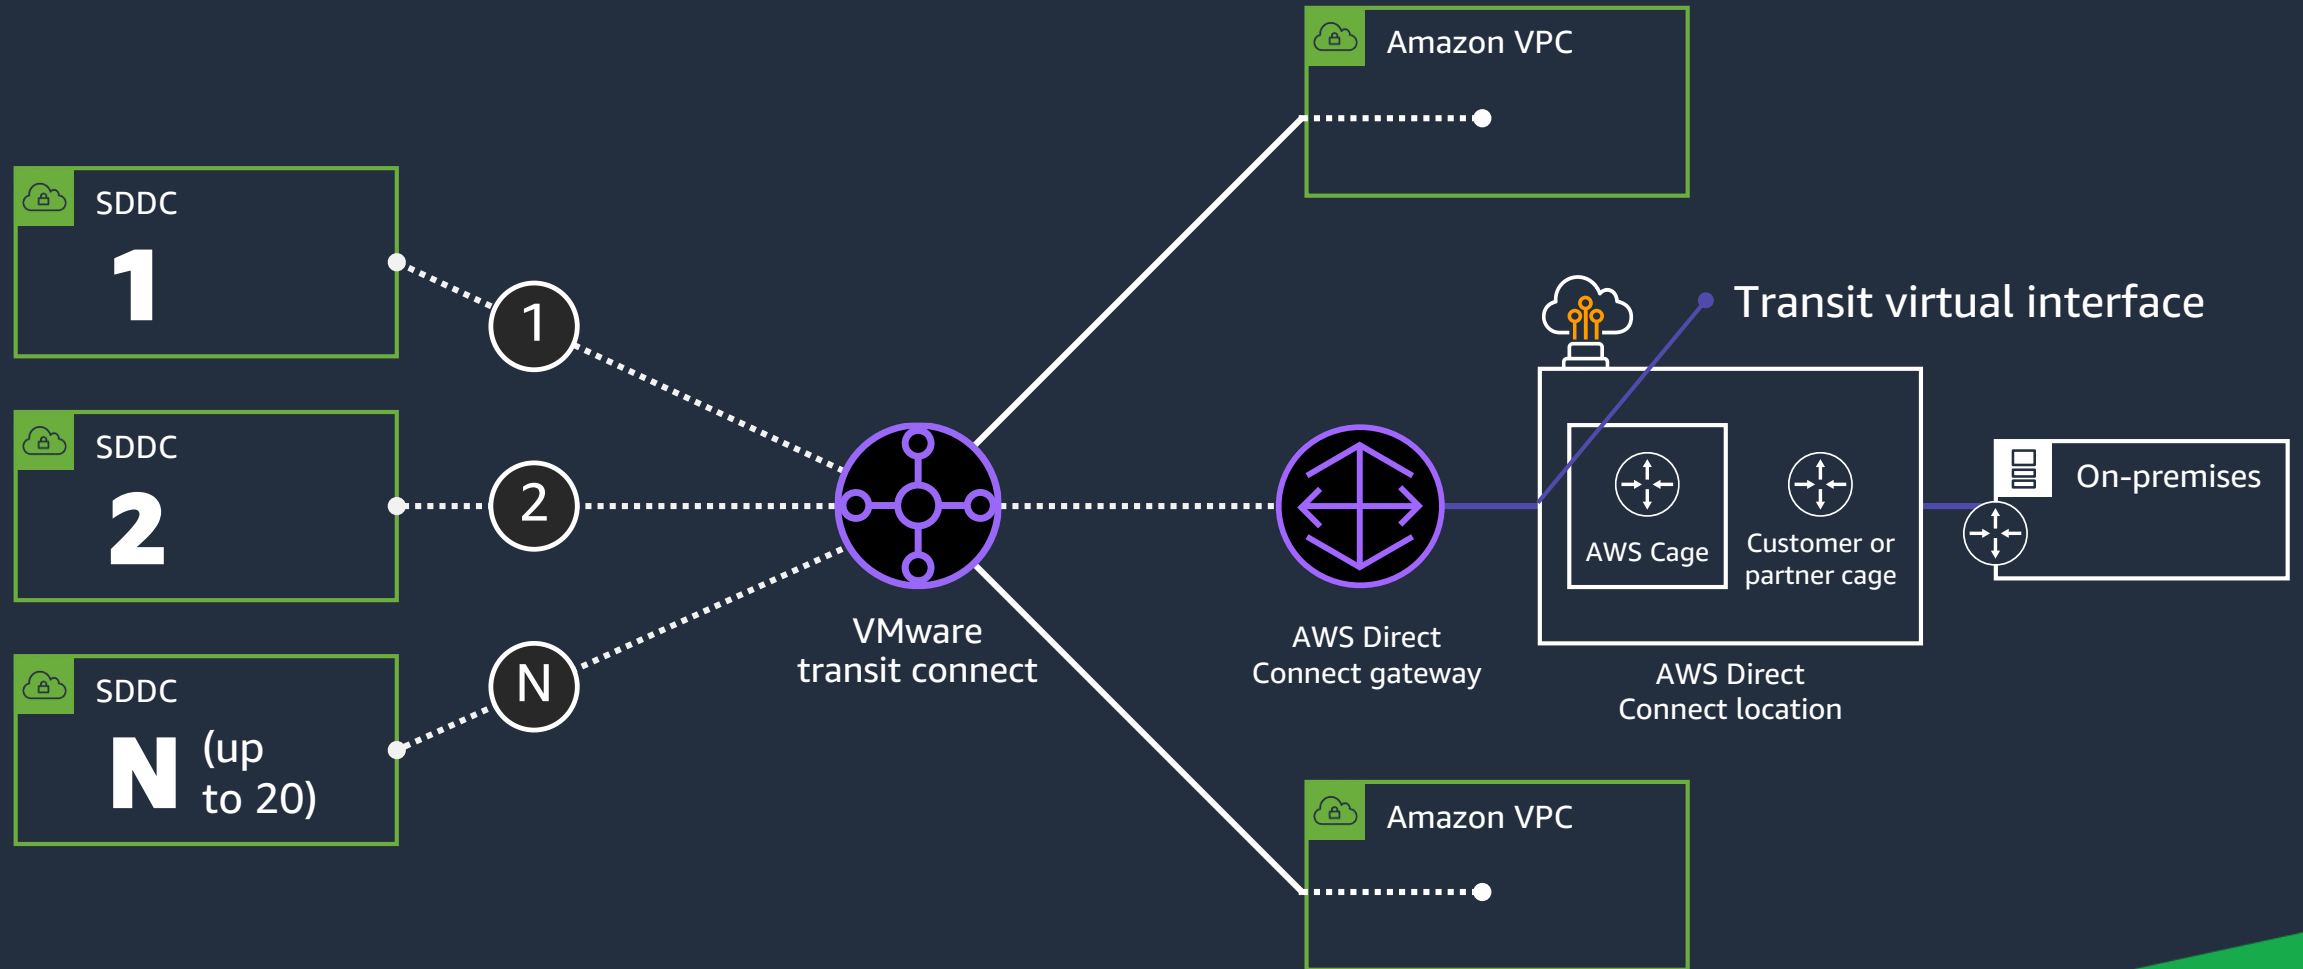 Amazon VPC
SDDC
1
1
Transit virtual interface
SDDC
2
2
On-premises
AWS Cage
Customer or
partner cage
VMware
transit connect
AWS Direct
Connect gateway
AWS Direct
Connect location
SDDC
N (up
to 20)
N
Amazon VPC